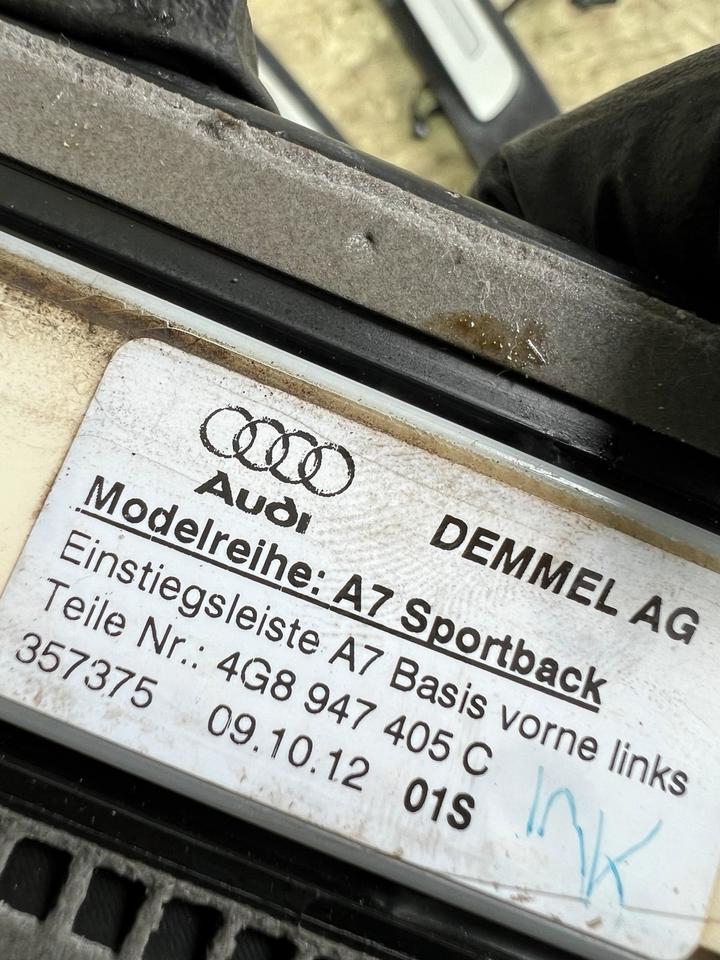 Audi
DEMMEL AG
Modelreihe: A7 Sportback
Einstiegsleiste A7 Basis vorne links
Teile Nr.: 4G8 947 405 C
357375 09.10.12 01S